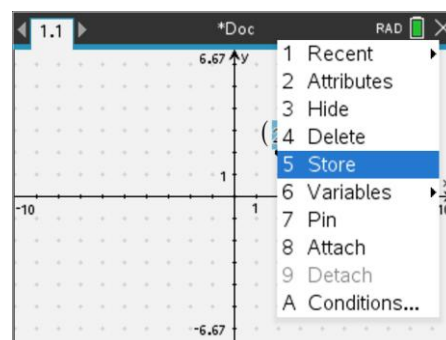 1.1 *Doc RAD
6.67 y
1 Recent
2 Attributes
3 Hide
4 Delete
5 Store
6 Variables
7 Pin
8 Attach
9 Detach
A Conditions...
(
1
-10
1
-6.67